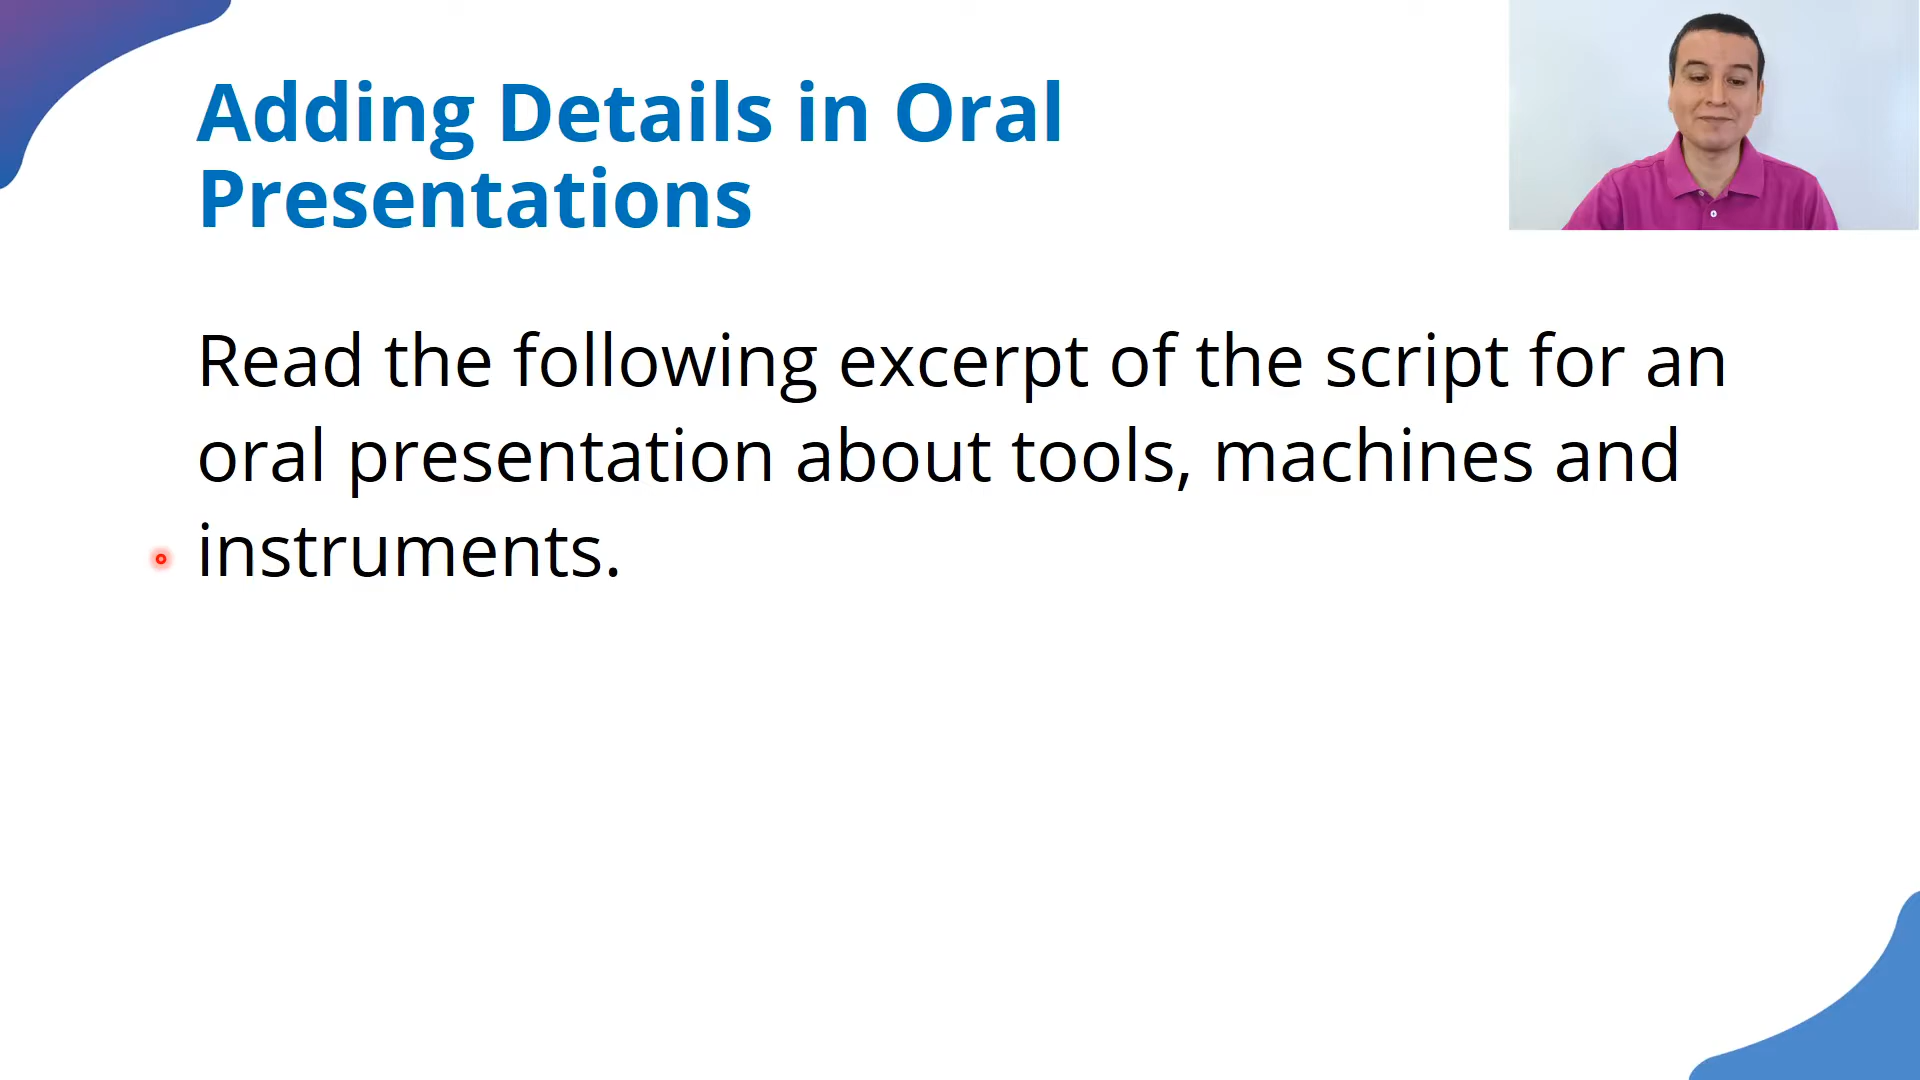 Adding Details in Oral
Presentations
Read the following excerpt of the script for an
oral presentation about tools, machines and
instruments.